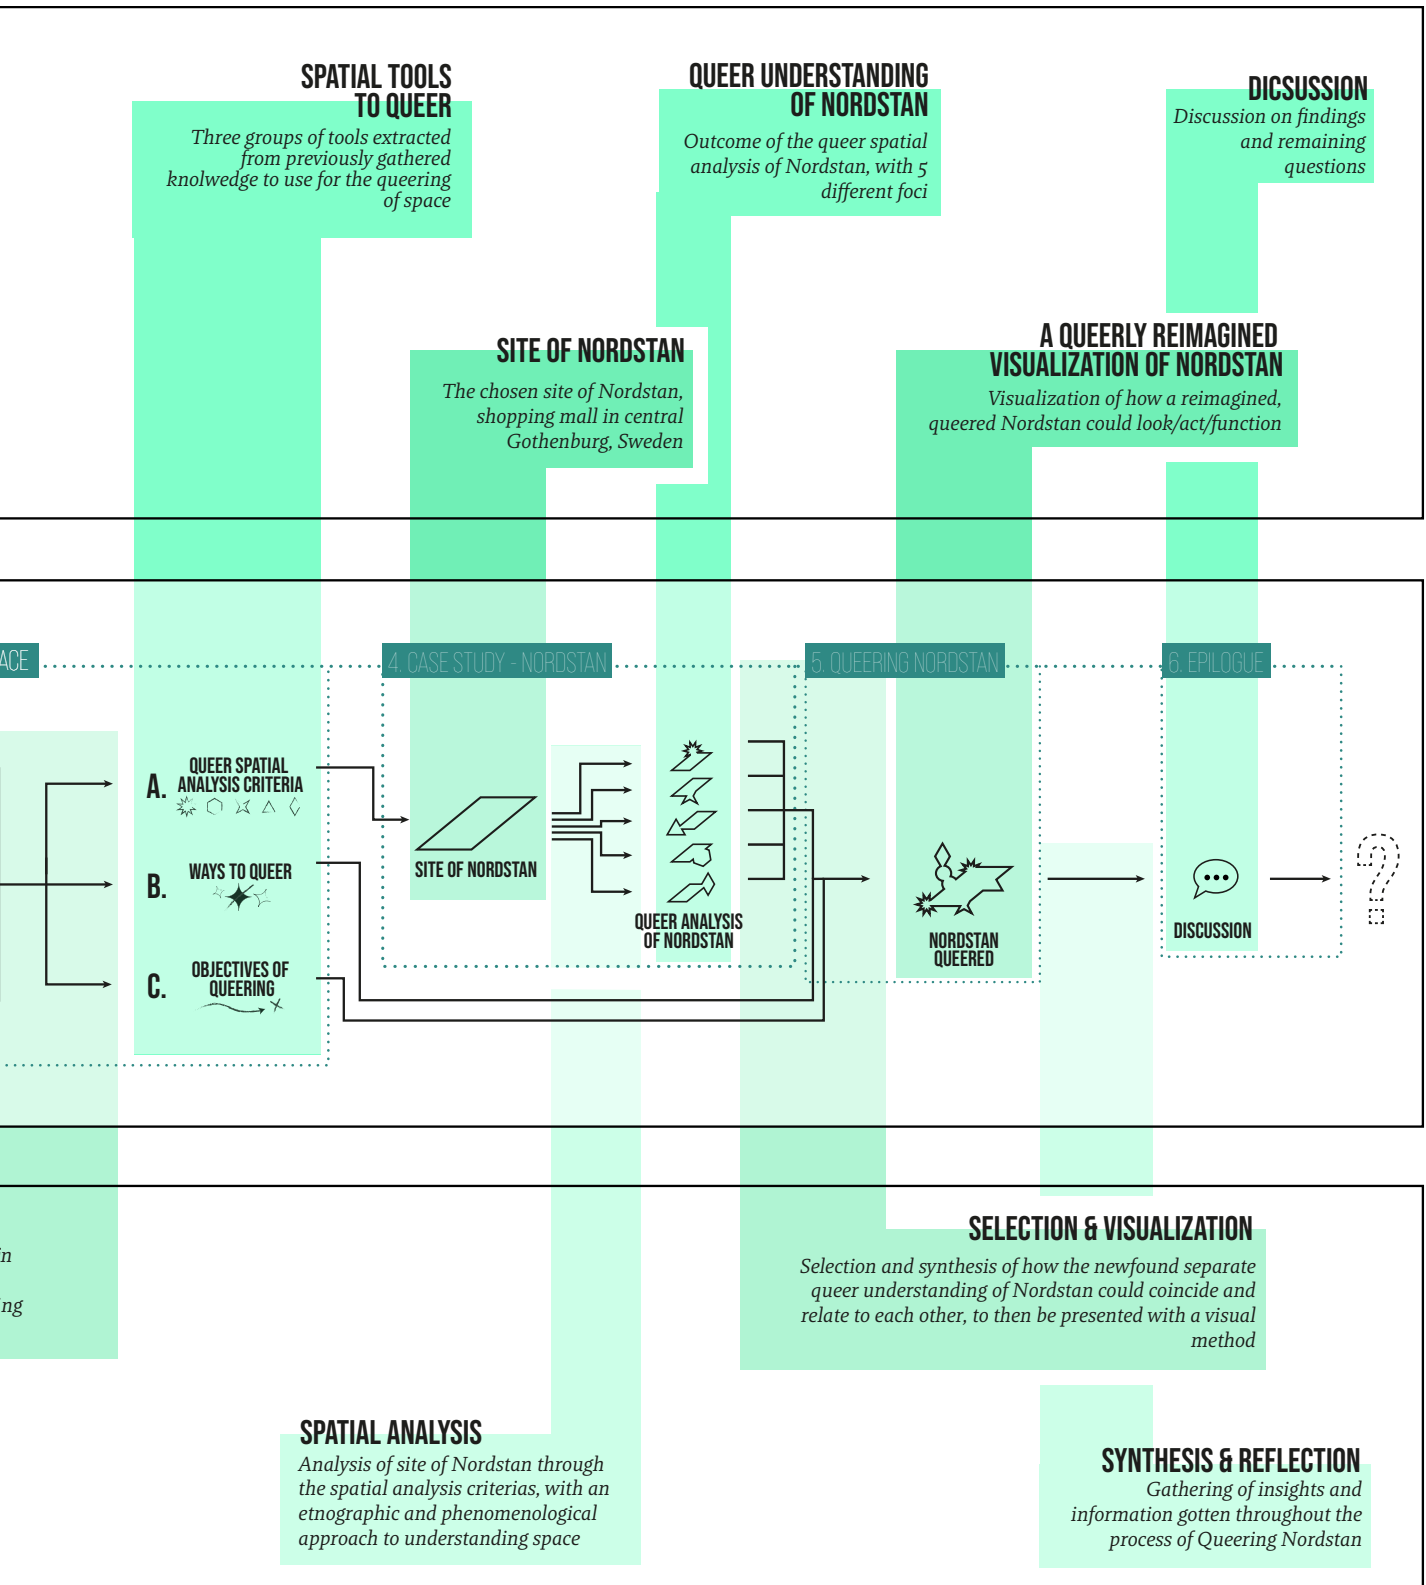 SPATIAL TOOLS
TO QUEER
Three groups of tools extracted
from previously gathered
knolwedge to use for the queering
of space
QUEER UNDERSTANDING
OF NORDSTAN
Outcome of the queer spatial
analysis of Nordstan, with 5
different foci
DICSUSSION
Discussion on findings
and remaining
questions
SITE OF NORDSTAN
The chosen site of Nordstan,
shopping mall in central
Gothenburg, Sweden
A QUEERLY REIMAGINED
VISUALIZATION OF NORDSTAN
Visualization of how a reimagined,
queered Nordstan could look/act/function
ACE
4. CASE STUDY - NORDSTAN
5. QUEERING NORDSTAN
6. EPILOGUE
A.
QUEER SPATIAL
ANALYSIS CRITERIA
B.
WAYS TO QUEER
C.
OBJECTIVES OF
QUEERING
SITE OF NORDSTAN
QUEER ANALYSIS
OF NORDSTAN
NORDSTAN
QUEERED
DISCUSSION
?
in
ng
SELECTION & VISUALIZATION
Selection and synthesis of how the newfound separate
queer understanding of Nordstan could coincide and
relate to each other, to then be presented with a visual
method
SPATIAL ANALYSIS
Analysis of site of Nordstan through
the spatial analysis criterias, with an
etnographic and phenomenological
approach to understanding space
SYNTHESIS & REFLECTION
Gathering of insights and
information gotten throughout the
process of Queering Nordstan